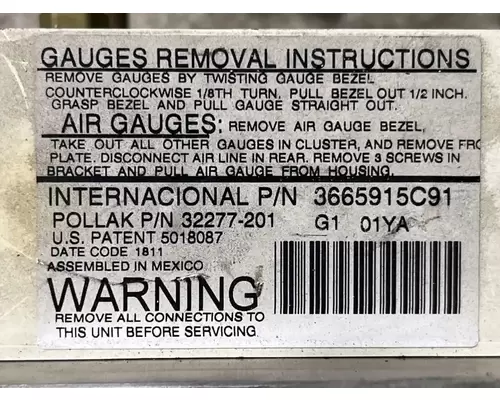 GAUGES REMOVAL INSTRUCTIONS
REMOVE GAUGES BY TWISTING GAUGE BEZEL
COUNTERCLOCKWISE 1/8TH TURN. PULL BEZEL OUT 1/2 INCH.
GRASP BEZEL AND PULL GAUGE STRAIGHT OUT.
AIR GAUGES: REMOVE AIR GAUGE BEZEL,
TAKE OUT ALL OTHER GAUGES IN CLUSTER, AND REMOVE FRO
PLATE. DISCONNECT AIR LINE IN REAR. REMOVE 3 SCREWS IN
BRACKET AND PULL AIR GAUGE FROM HOUSING.
INTERNACIONAL P/N 3665915C91
POLLAK P/N 32277-201 G1 01YA
U.S. PATENT 5018087
DATE CODE 1811
ASSEMBLED IN MEXICO
WARNING
REMOVE ALL CONNECTIONS TO
THIS UNIT BEFORE SERVICING.